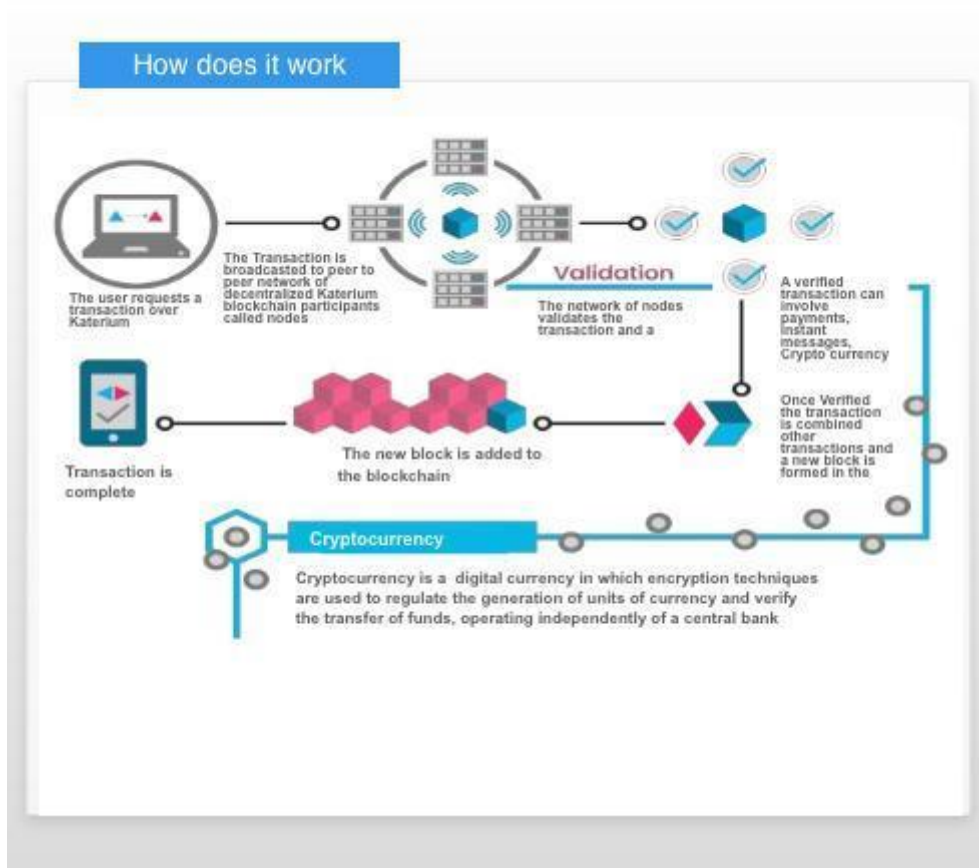 How does it work
The user requests a
transaction over
Katerium
The Transaction is
broadcasted to peer to
peer network of
decentralized Katerium
blockchain participants
called nodes
Validation
The network of nodes
validates the
transaction and a
A verified
transaction can
involve
payments,
Instant
messages,
Crypto currency
Once Verified
the transaction
is combined
other
transactions and
a new block is
formed in the
The new block is added to
the blockchain
Transaction is
complete
Cryptocurrency
Cryptocurrency is a digital currency in which encryption techniques
are used to regulate the generation of units of currency and verify
the transfer of funds, operating independently of a central bank